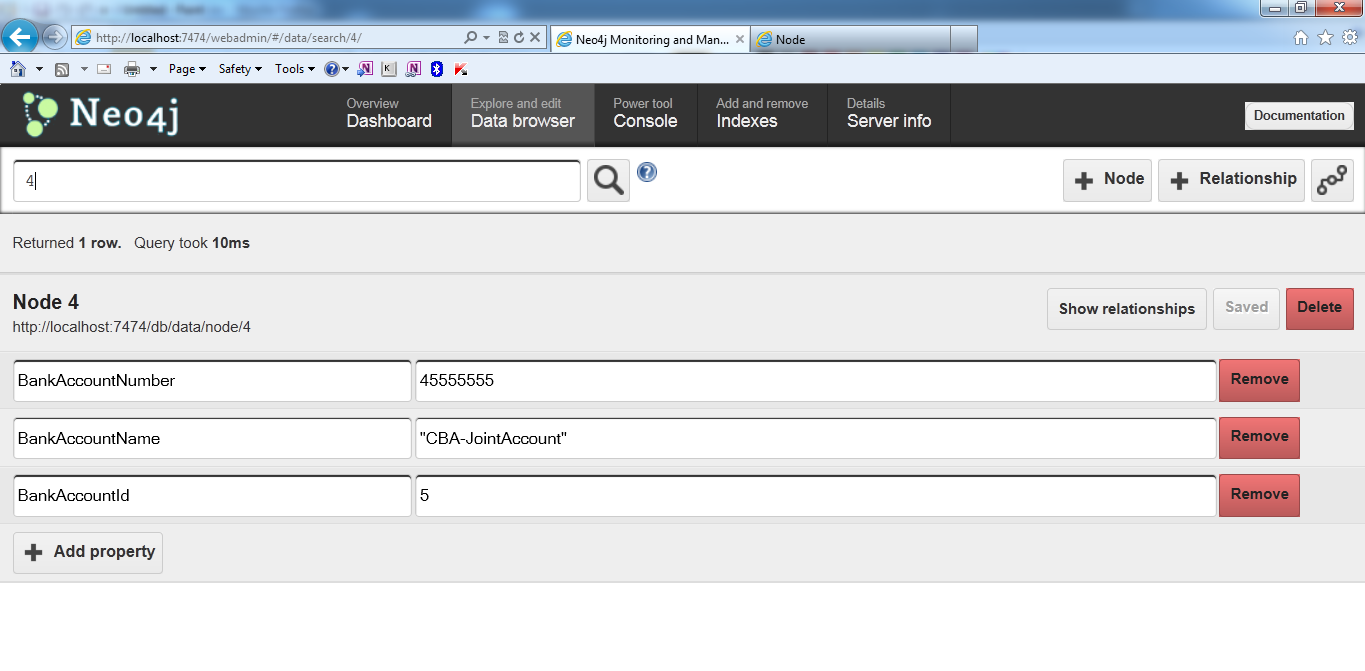 http://localhost:7474/webadmin/#/data/search/4/
Neo4j Monitoring and Man...
Node
Page
Safety
Tools
Neo4j
Overview
Dashboard
Explore and edit
Data browser
Power tool
Console
Add and remove
Indexes
Details
Server info
Documentation
4
Node
Relationship
Returned 1 row. Query took 10ms
Node 4
http://localhost:7474/db/data/node/4
Show relationships
Saved
Delete
BankAccountNumber
45555555
Remove
BankAccountName
"CBA-JointAccount"
Remove
BankAccountId
5
Remove
Add property